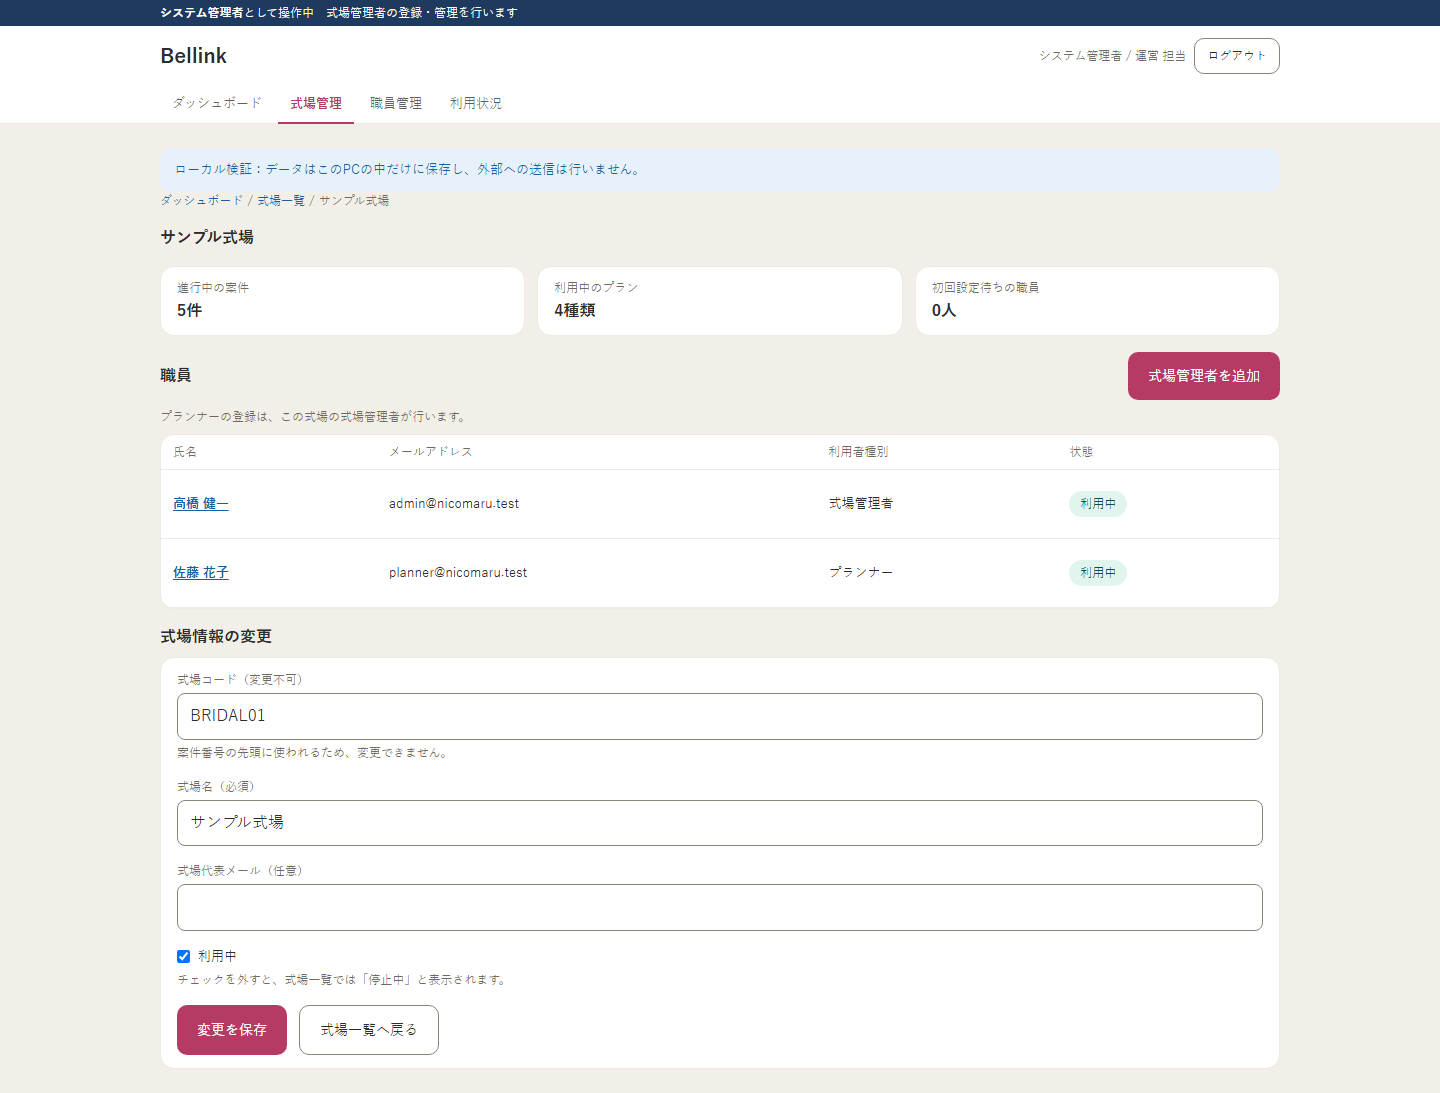 システム管理者として操作中　式場管理者の登録・管理を行います
Bellink
システム管理者 / 運営 担当
ログアウト
ダッシュボード
式場管理
職員管理
利用状況
ローカル検証：データはこのPCの中だけに保存し、外部への送信は行いません。
ダッシュボード / 式場一覧 / サンプル式場
サンプル式場
進行中の案件
5件
利用中のプラン
4種類
初回設定待ちの職員
0人
職員
式場管理者を追加
プランナーの登録は、この式場の式場管理者が行います。
氏名 メールアドレス 利用者種別 状態
高橋 健一 admin@nicomaru.test 式場管理者 利用中
佐藤 花子 planner@nicomaru.test プランナー 利用中
式場情報の変更
式場コード（変更不可）
BRIDAL01
案件番号の先頭に使われるため、変更できません。
式場名（必須）
サンプル式場
式場代表メール（任意）
利用中
チェックを外すと、式場一覧では「停止中」と表示されます。
変更を保存
式場一覧へ戻る